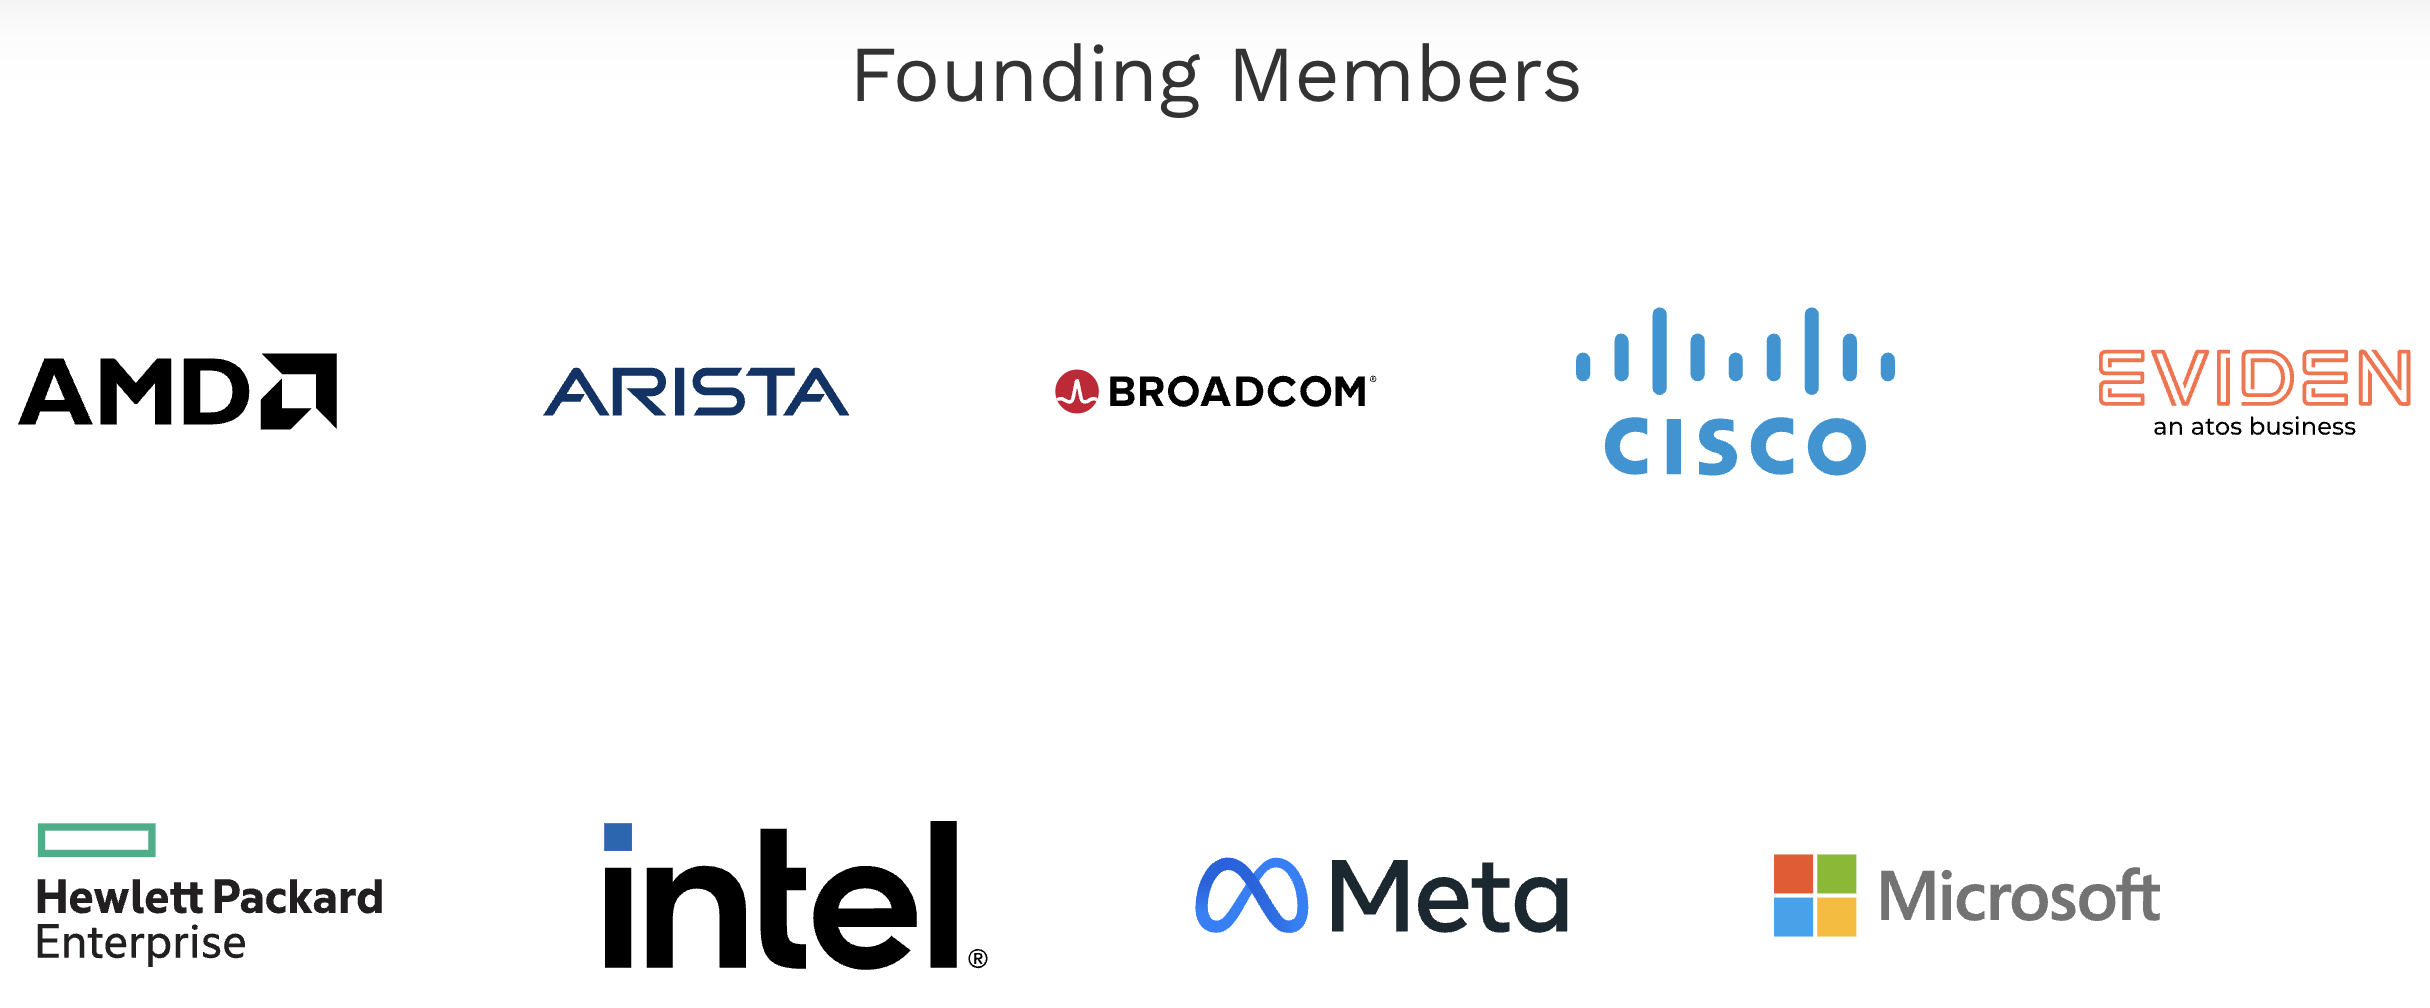 Founding Members
AMD
ARISTA
BROADCOM®
CISCO
EVIDEN
an atos business
Hewlett Packard
Enterprise
intel®
Meta
Microsoft